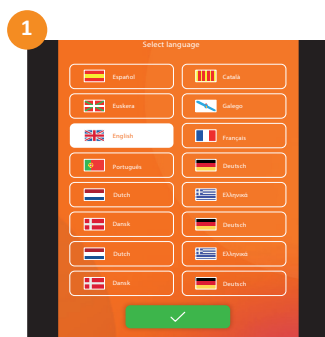 1
Select language
Español Català
Euskera Galego
English Français
Português Deutsch
Dutch Ελληνικά
Dansk Deutsch
Dutch Ελληνικά
Dansk Deutsch